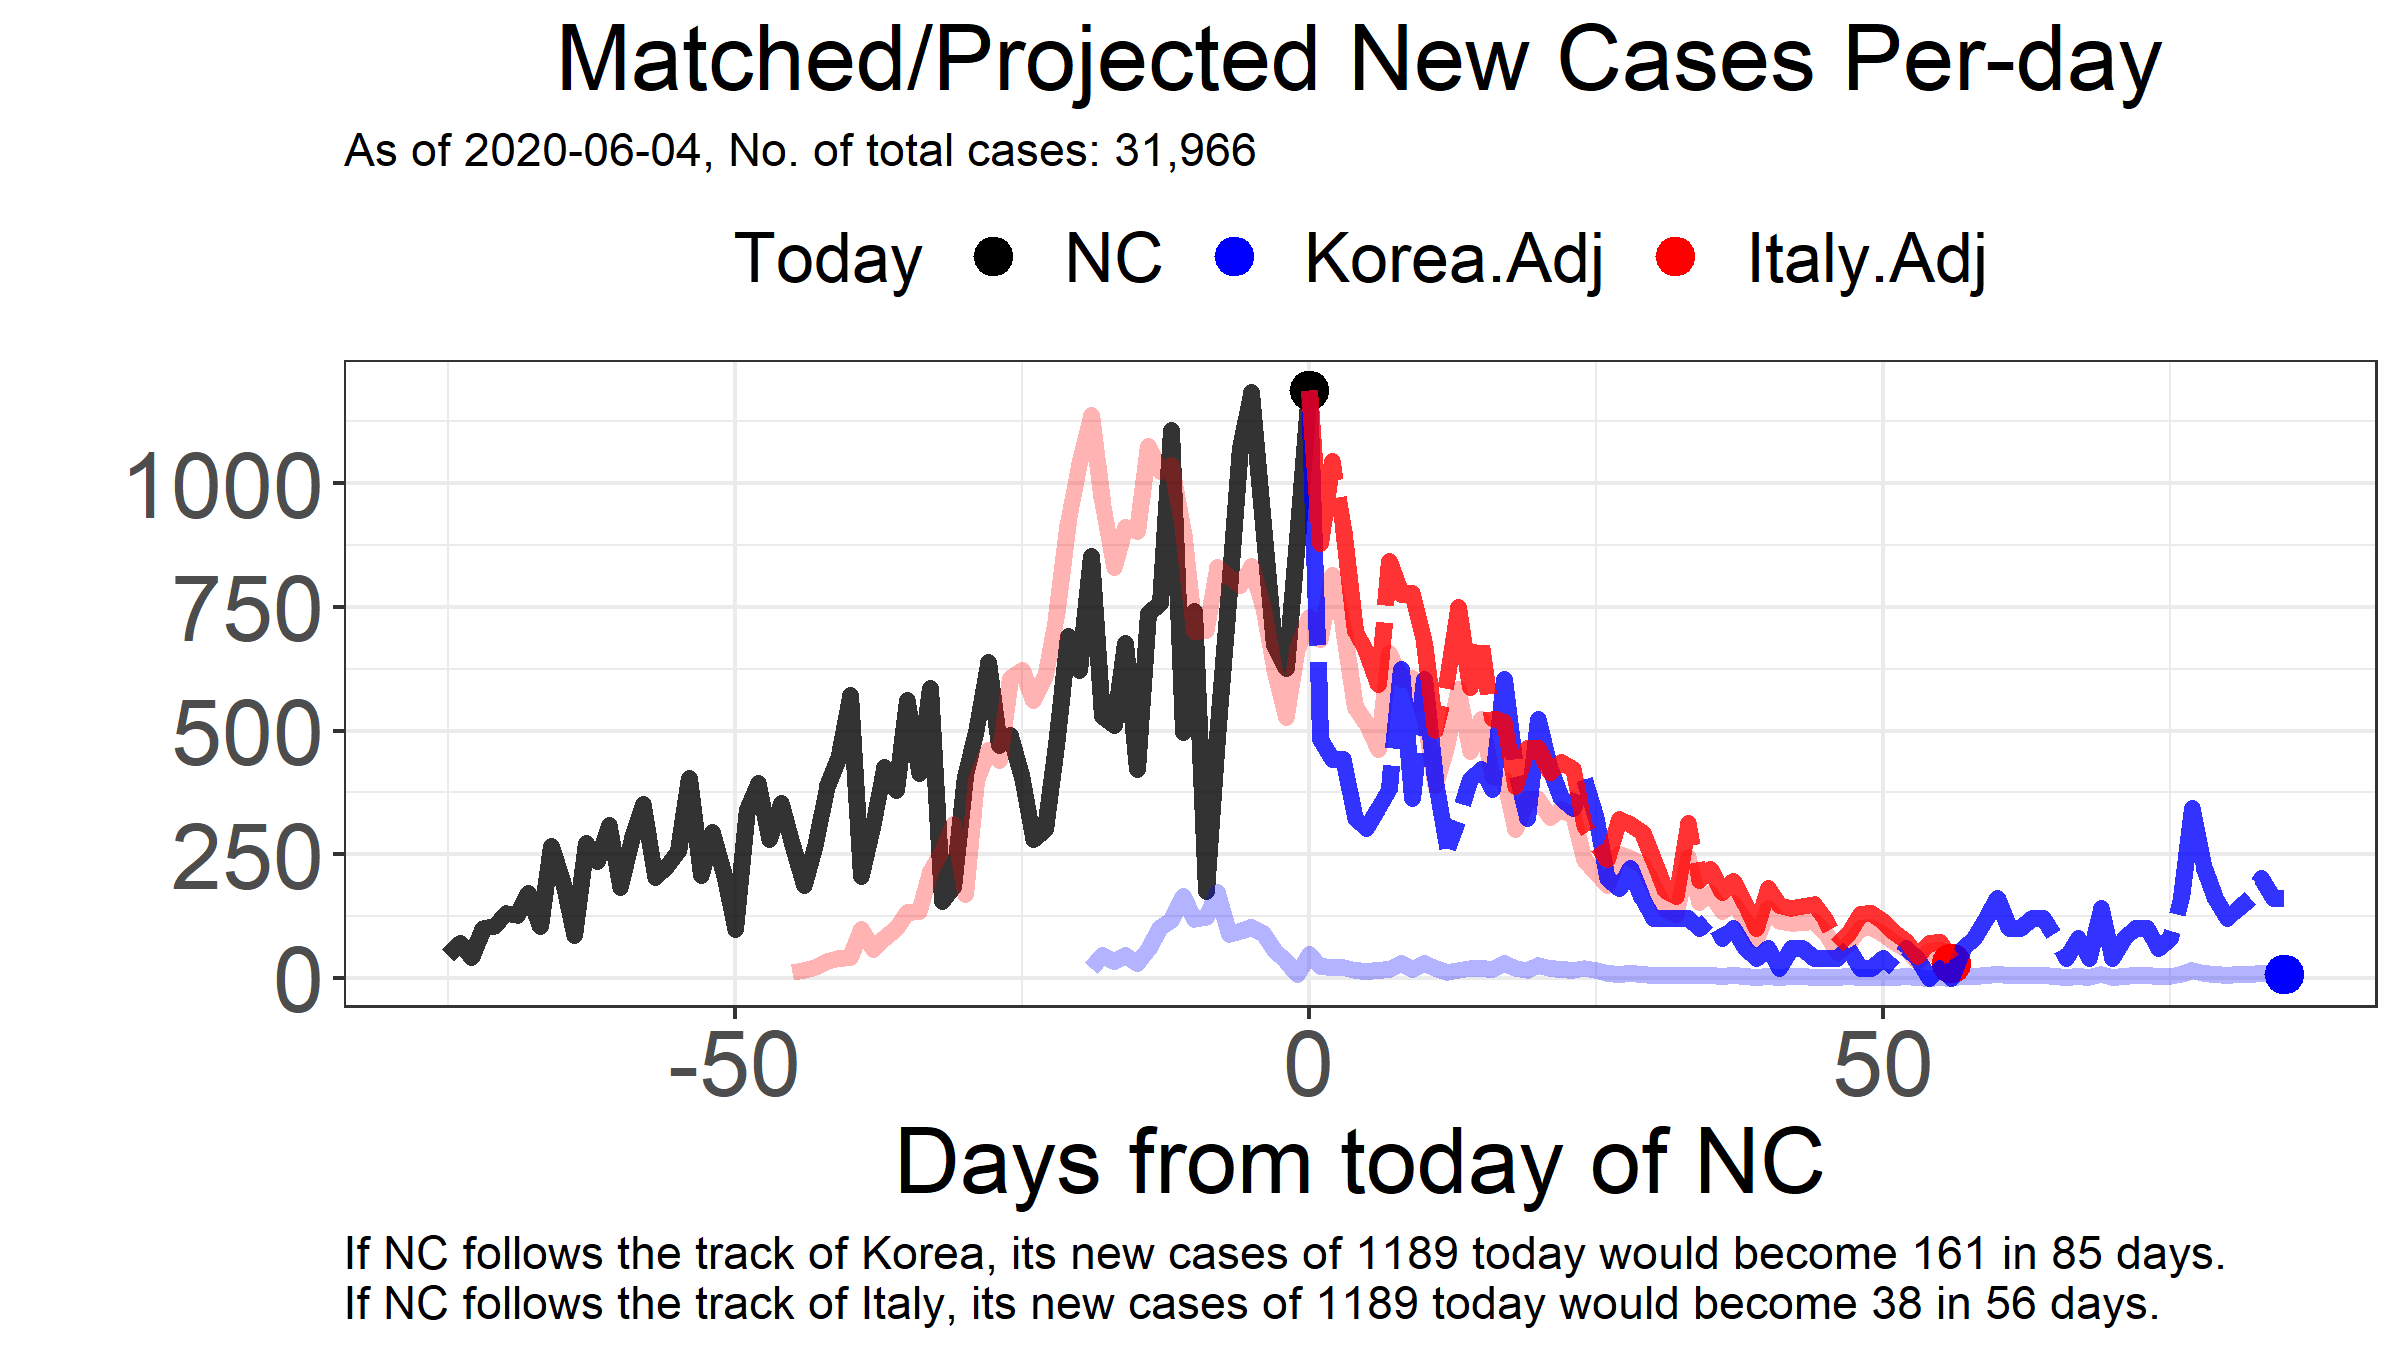 Matched/Projected New Cases Per-day
As of 2020-06-04, No. of total cases: 31,966
Today NC Korea.Adj Italy.Adj
1000
750
500
250
0
-50 0 50
Days from today of NC
If NC follows the track of Korea, its new cases of 1189 today would become 161 in 85 days.
If NC follows the track of Italy, its new cases of 1189 today would become 38 in 56 days.